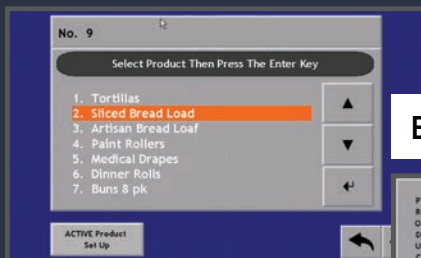 No. 9
Select Product Then Press The Enter Key
1. Tortillas
2. Sliced Bread Load
3. Artisan Bread Loaf
4. Paint Rollers
5. Medical Drapes
6. Dinner Rolls
7. Buns 8 pk
ACTIVE Product
Set Up